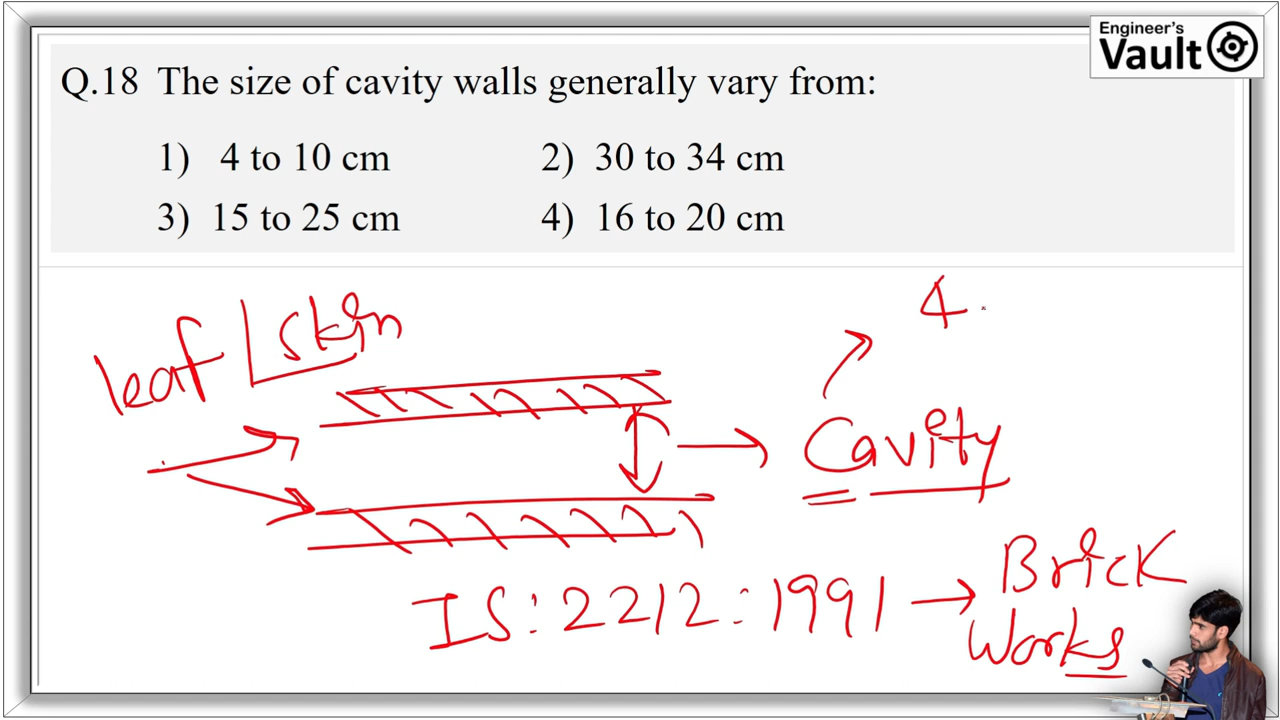 Engineer's
Vault
Q.18 The size of cavity walls generally vary from:
1) 4 to 10 cm 2) 30 to 34 cm
3) 15 to 25 cm 4) 16 to 20 cm
leaf / skin
4
Cavity
IS:2212:1991 → Brick
Works